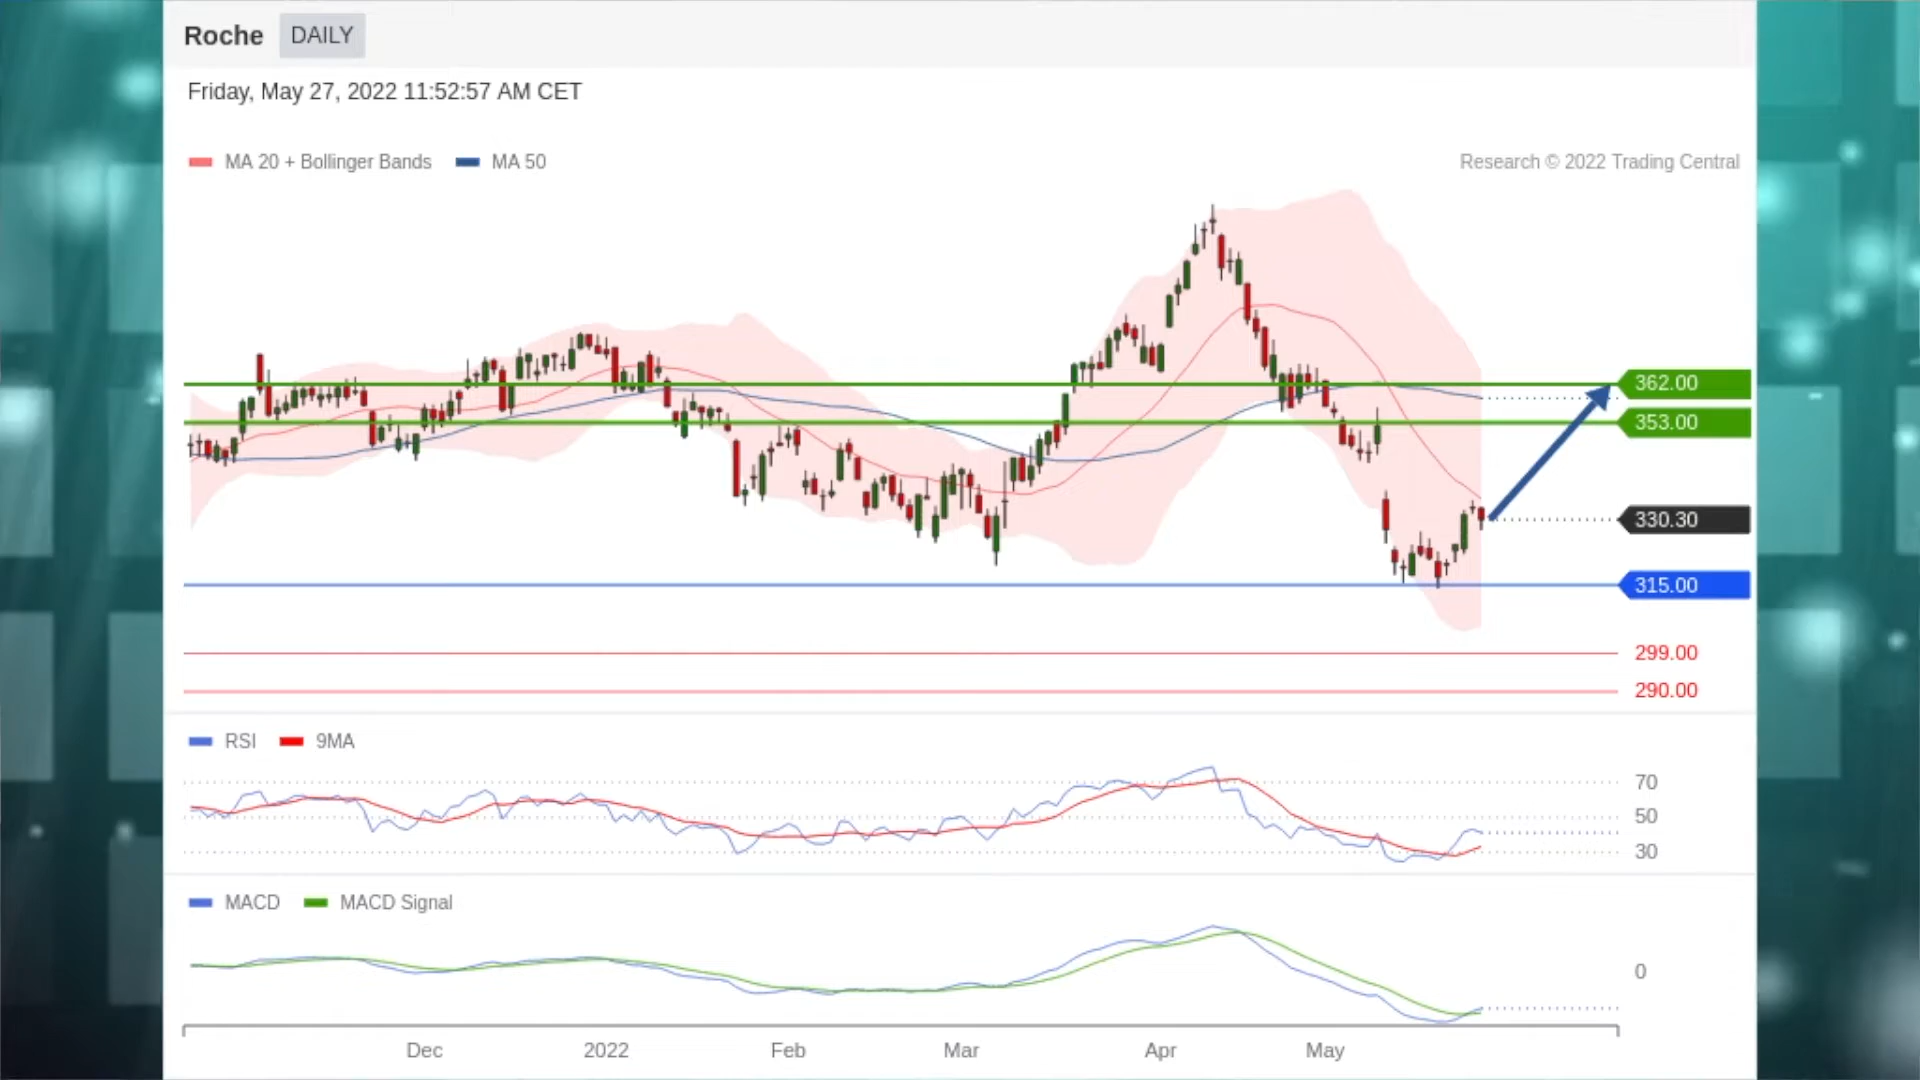 Roche DAILY
Friday, May 27, 2022 11:52:57 AM CET
MA 20 + Bollinger Bands MA 50
Research © 2022 Trading Central
362.00
353.00
330.30
315.00
299.00
290.00
RSI 9MA
70
50
30
MACD MACD Signal
0
Dec 2022 Feb Mar Apr May